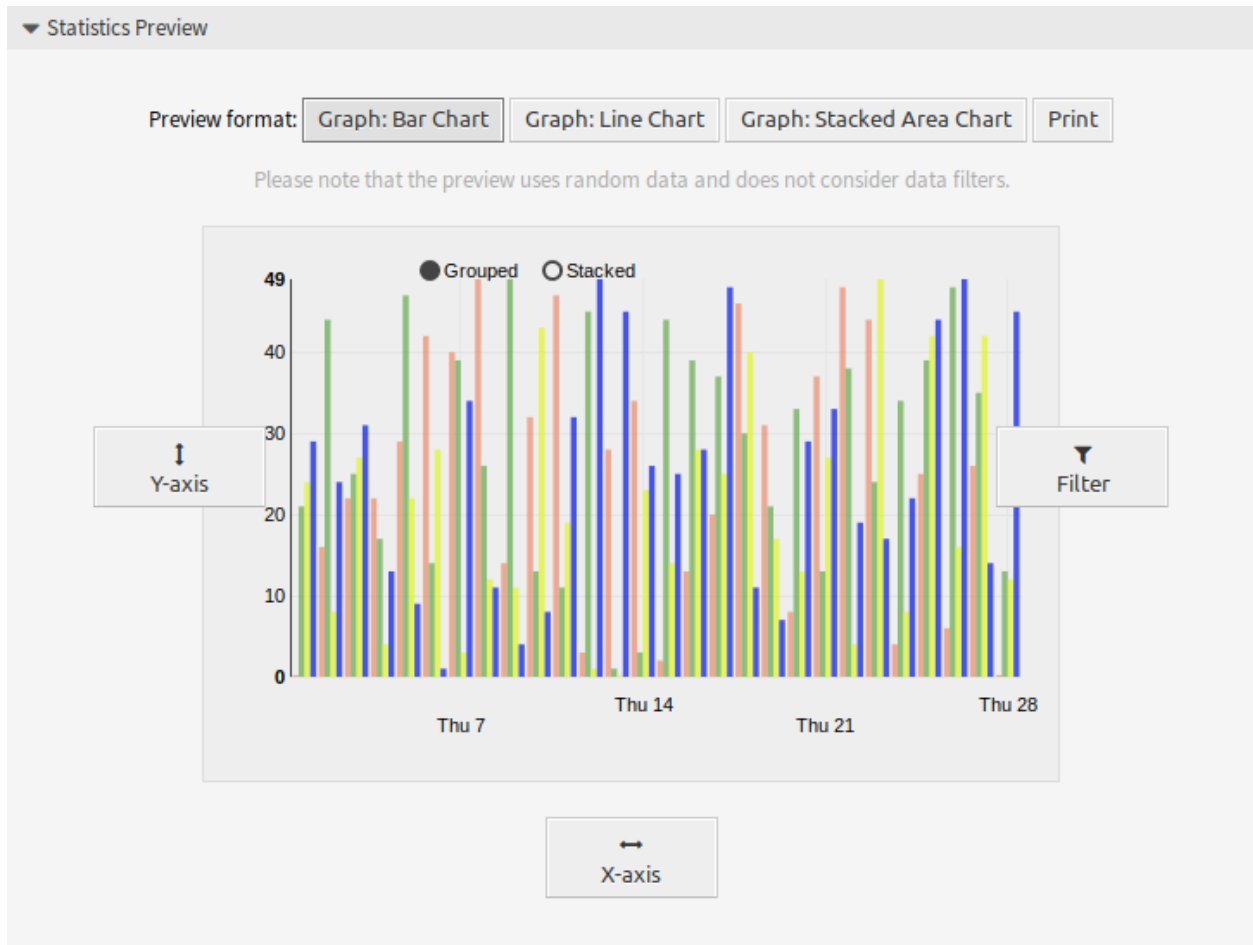 Statistics Preview
Preview format: Graph: Bar Chart Graph: Line Chart Graph: Stacked Area Chart Print
Please note that the preview uses random data and does not consider data filters.
Grouped Stacked
49
40
30
20
10
0
Y-axis
Filter
Thu 7 Thu 14 Thu 21 Thu 28
X-axis